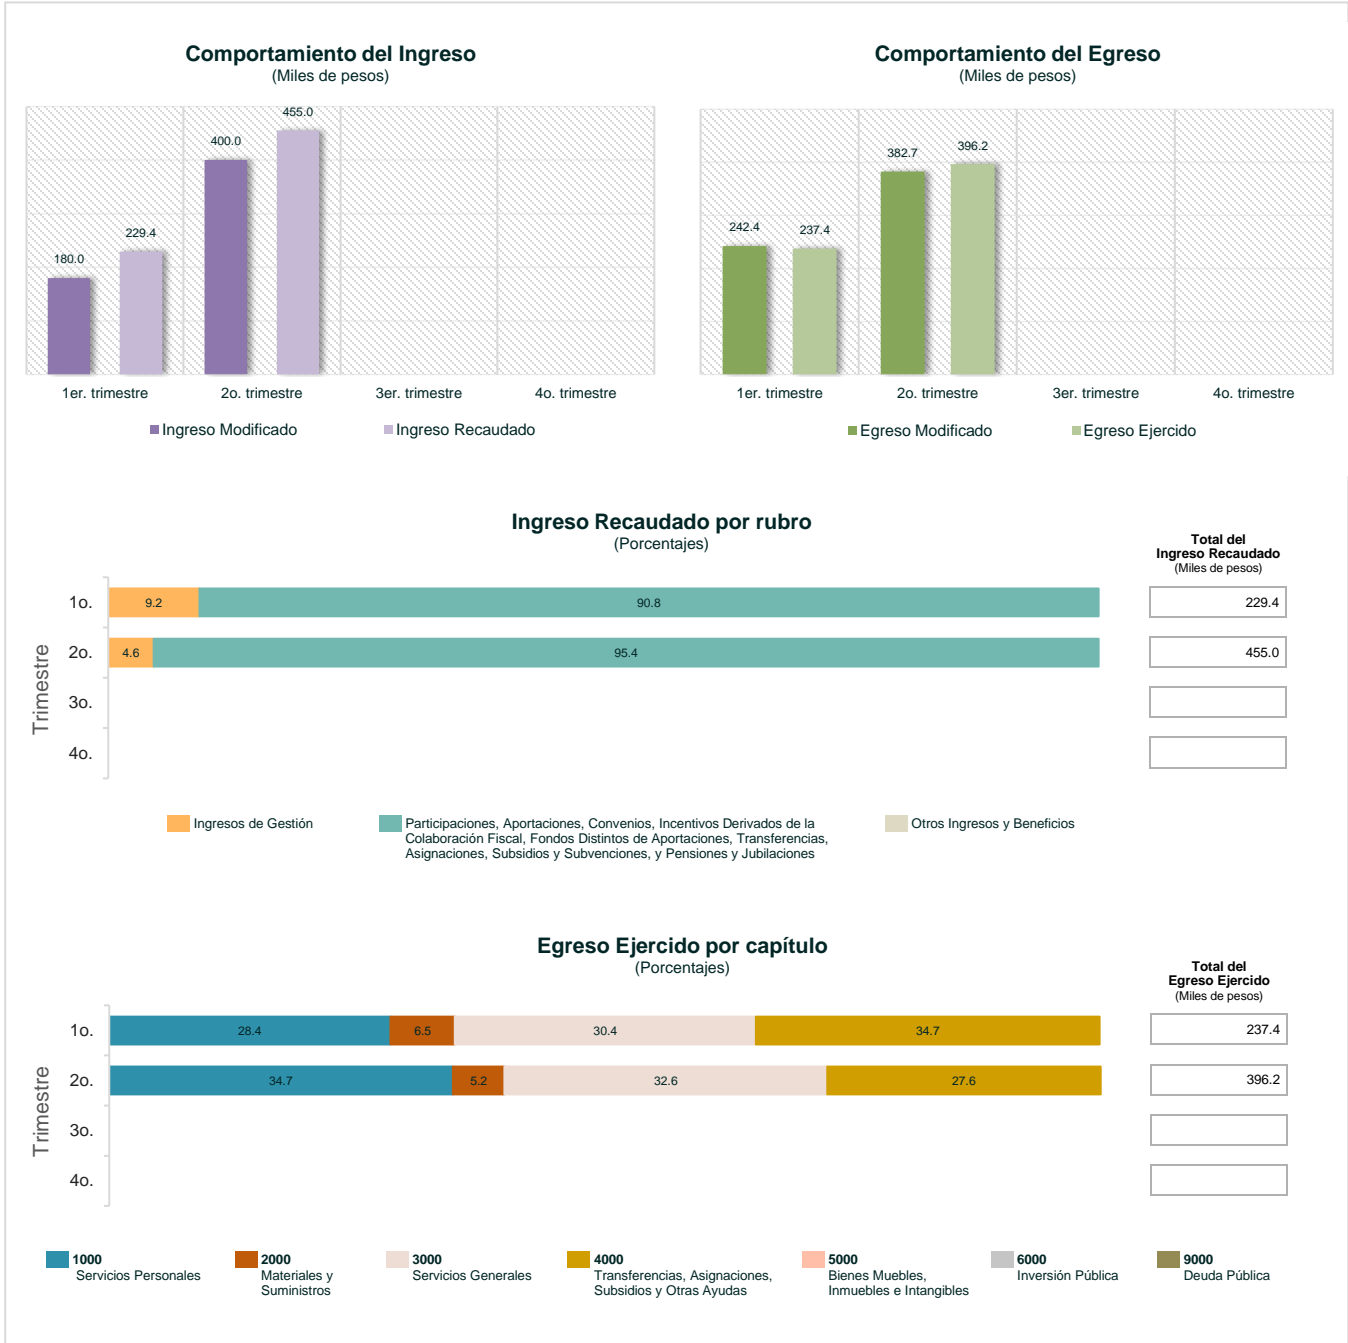 Comportamiento del Ingreso
(Miles de pesos)
180.0
229.4
400.0
455.0
1er. trimestre
2o. trimestre
3er. trimestre
4o. trimestre
Ingreso Modificado
Ingreso Recaudado
Comportamiento del Egreso
(Miles de pesos)
242.4
237.4
382.7
396.2
1er. trimestre
2o. trimestre
3er. trimestre
4o. trimestre
Egreso Modificado
Egreso Ejercido
Ingreso Recaudado por rubro
(Porcentajes)
Total del
Ingreso Recaudado
(Miles de pesos)
Trimestre
1o.
9.2
90.8
229.4
2o.
4.6
95.4
455.0
3o.
4o.
Ingresos de Gestión
Participaciones, Aportaciones, Convenios, Incentivos Derivados de la
Colaboración Fiscal, Fondos Distintos de Aportaciones, Transferencias,
Asignaciones, Subsidios y Subvenciones, y Pensiones y Jubilaciones
Otros Ingresos y Beneficios
Egreso Ejercido por capítulo
(Porcentajes)
Total del
Egreso Ejercido
(Miles de pesos)
Trimestre
1o.
28.4
6.5
30.4
34.7
237.4
2o.
34.7
5.2
32.6
27.6
396.2
3o.
4o.
1000
Servicios Personales
2000
Materiales y
Suministros
3000
Servicios Generales
4000
Transferencias, Asignaciones,
Subsidios y Otras Ayudas
5000
Bienes Muebles,
Inmuebles e Intangibles
6000
Inversión Pública
9000
Deuda Pública